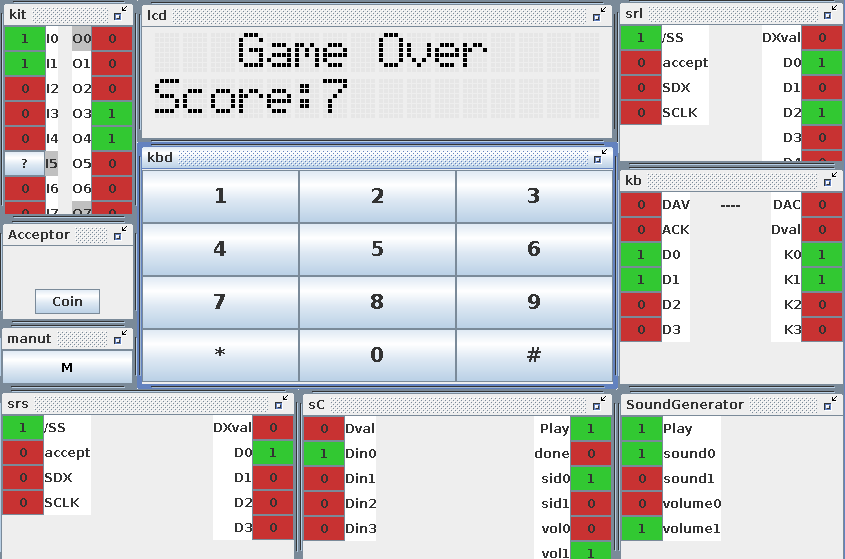 kit
1 I0 O0 0
1 I1 O1 0
0 I2 O2 0
0 I3 O3 1
0 I4 O4 1
? I5 O5 0
0 I6 O6 0
0 I7 O7 0
Acceptor
Coin
manut
M
lcd
Game Over
Score:7
kbd
1 2 3
4 5 6
7 8 9
* 0 #
srl
1 /SS DXval 0
0 accept D0 1
0 SDX D1 0
0 SCLK D2 1
D3 0
D4 0
kb
0 DAV ---- DAC 0
0 ACK Dval 0
1 D0 K0 1
1 D1 K1 1
0 D2 K2 0
0 D3 K3 0
srs
1 /SS DXval 0
0 accept D0 1
0 SDX D1 0
0 SCLK D2 0
D3 0
sC
0 Dval Play 1
1 Din0 done 0
0 Din1 sid0 1
0 Din2 sid1 0
0 Din3 vol0 0
vol1 1
SoundGenerator
1 Play
1 sound0
0 sound1
0 volume0
1 volume1